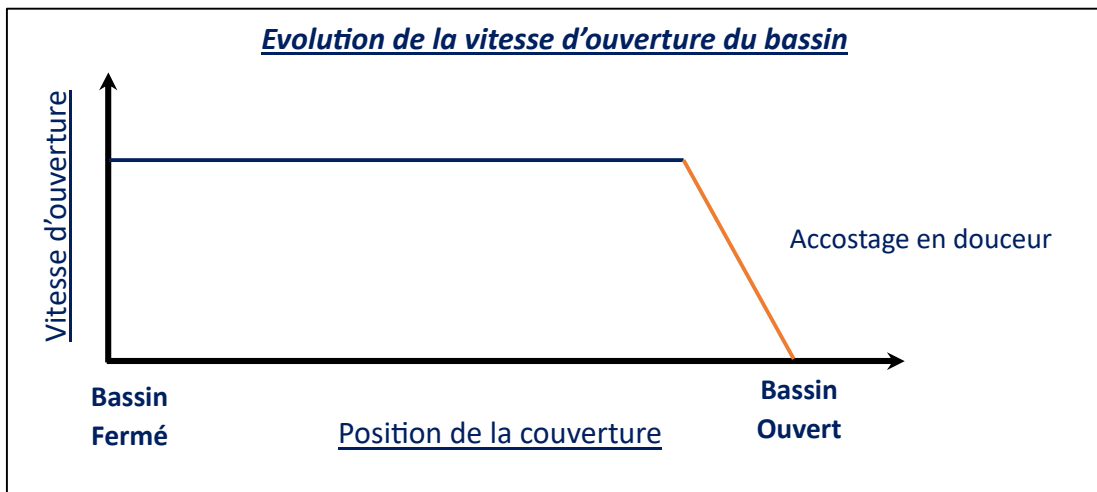 Evolution de la vitesse d'ouverture du bassin
Vitesse d'ouverture
Accostage en douceur
Bassin
Fermé
Position de la couverture
Bassin
Ouvert